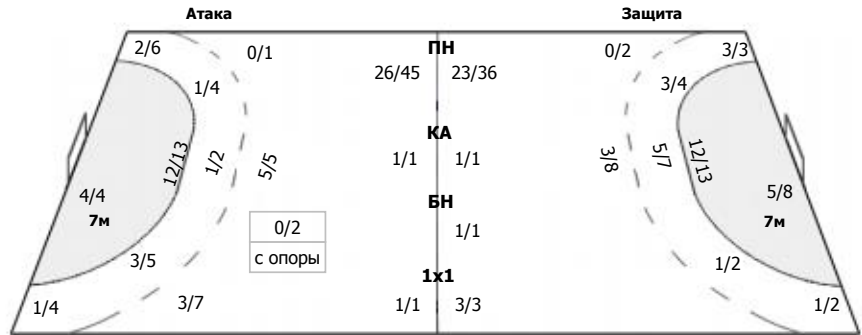 Атака Защита
2/6 0/1 ПН 0/2 3/3
26/45 23/36
1/4 3/4
КА
12/13 1/2 5/5 1/1 1/1 3/8 5/7 12/13
4/4 5/8
7м БН 7м
0/2 1/1
с опоры
3/5 1/2
1x1
1/4 3/7 1/1 3/3 1/2